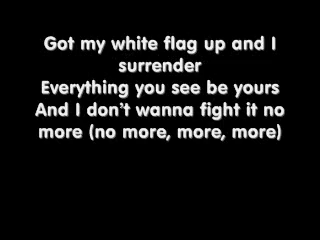 Got my white flag up and I
surrender
Everything you see be yours
And I don't wanna fight it no
more (no more, more, more)